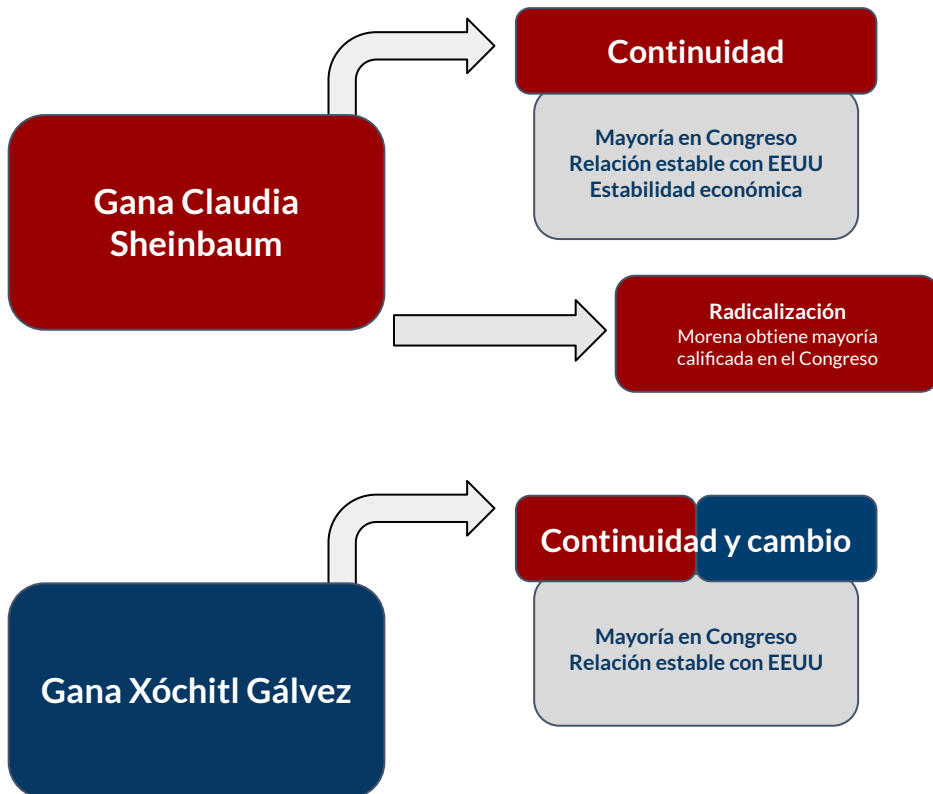 Gana Claudia
Sheinbaum
Continuidad
Mayoría en Congreso
Relación estable con EEUU
Estabilidad económica
Radicalización
Morena obtiene mayoría
calificada en el Congreso
Gana Xóchitl Gálvez
Continuidad y cambio
Mayoría en Congreso
Relación estable con EEUU